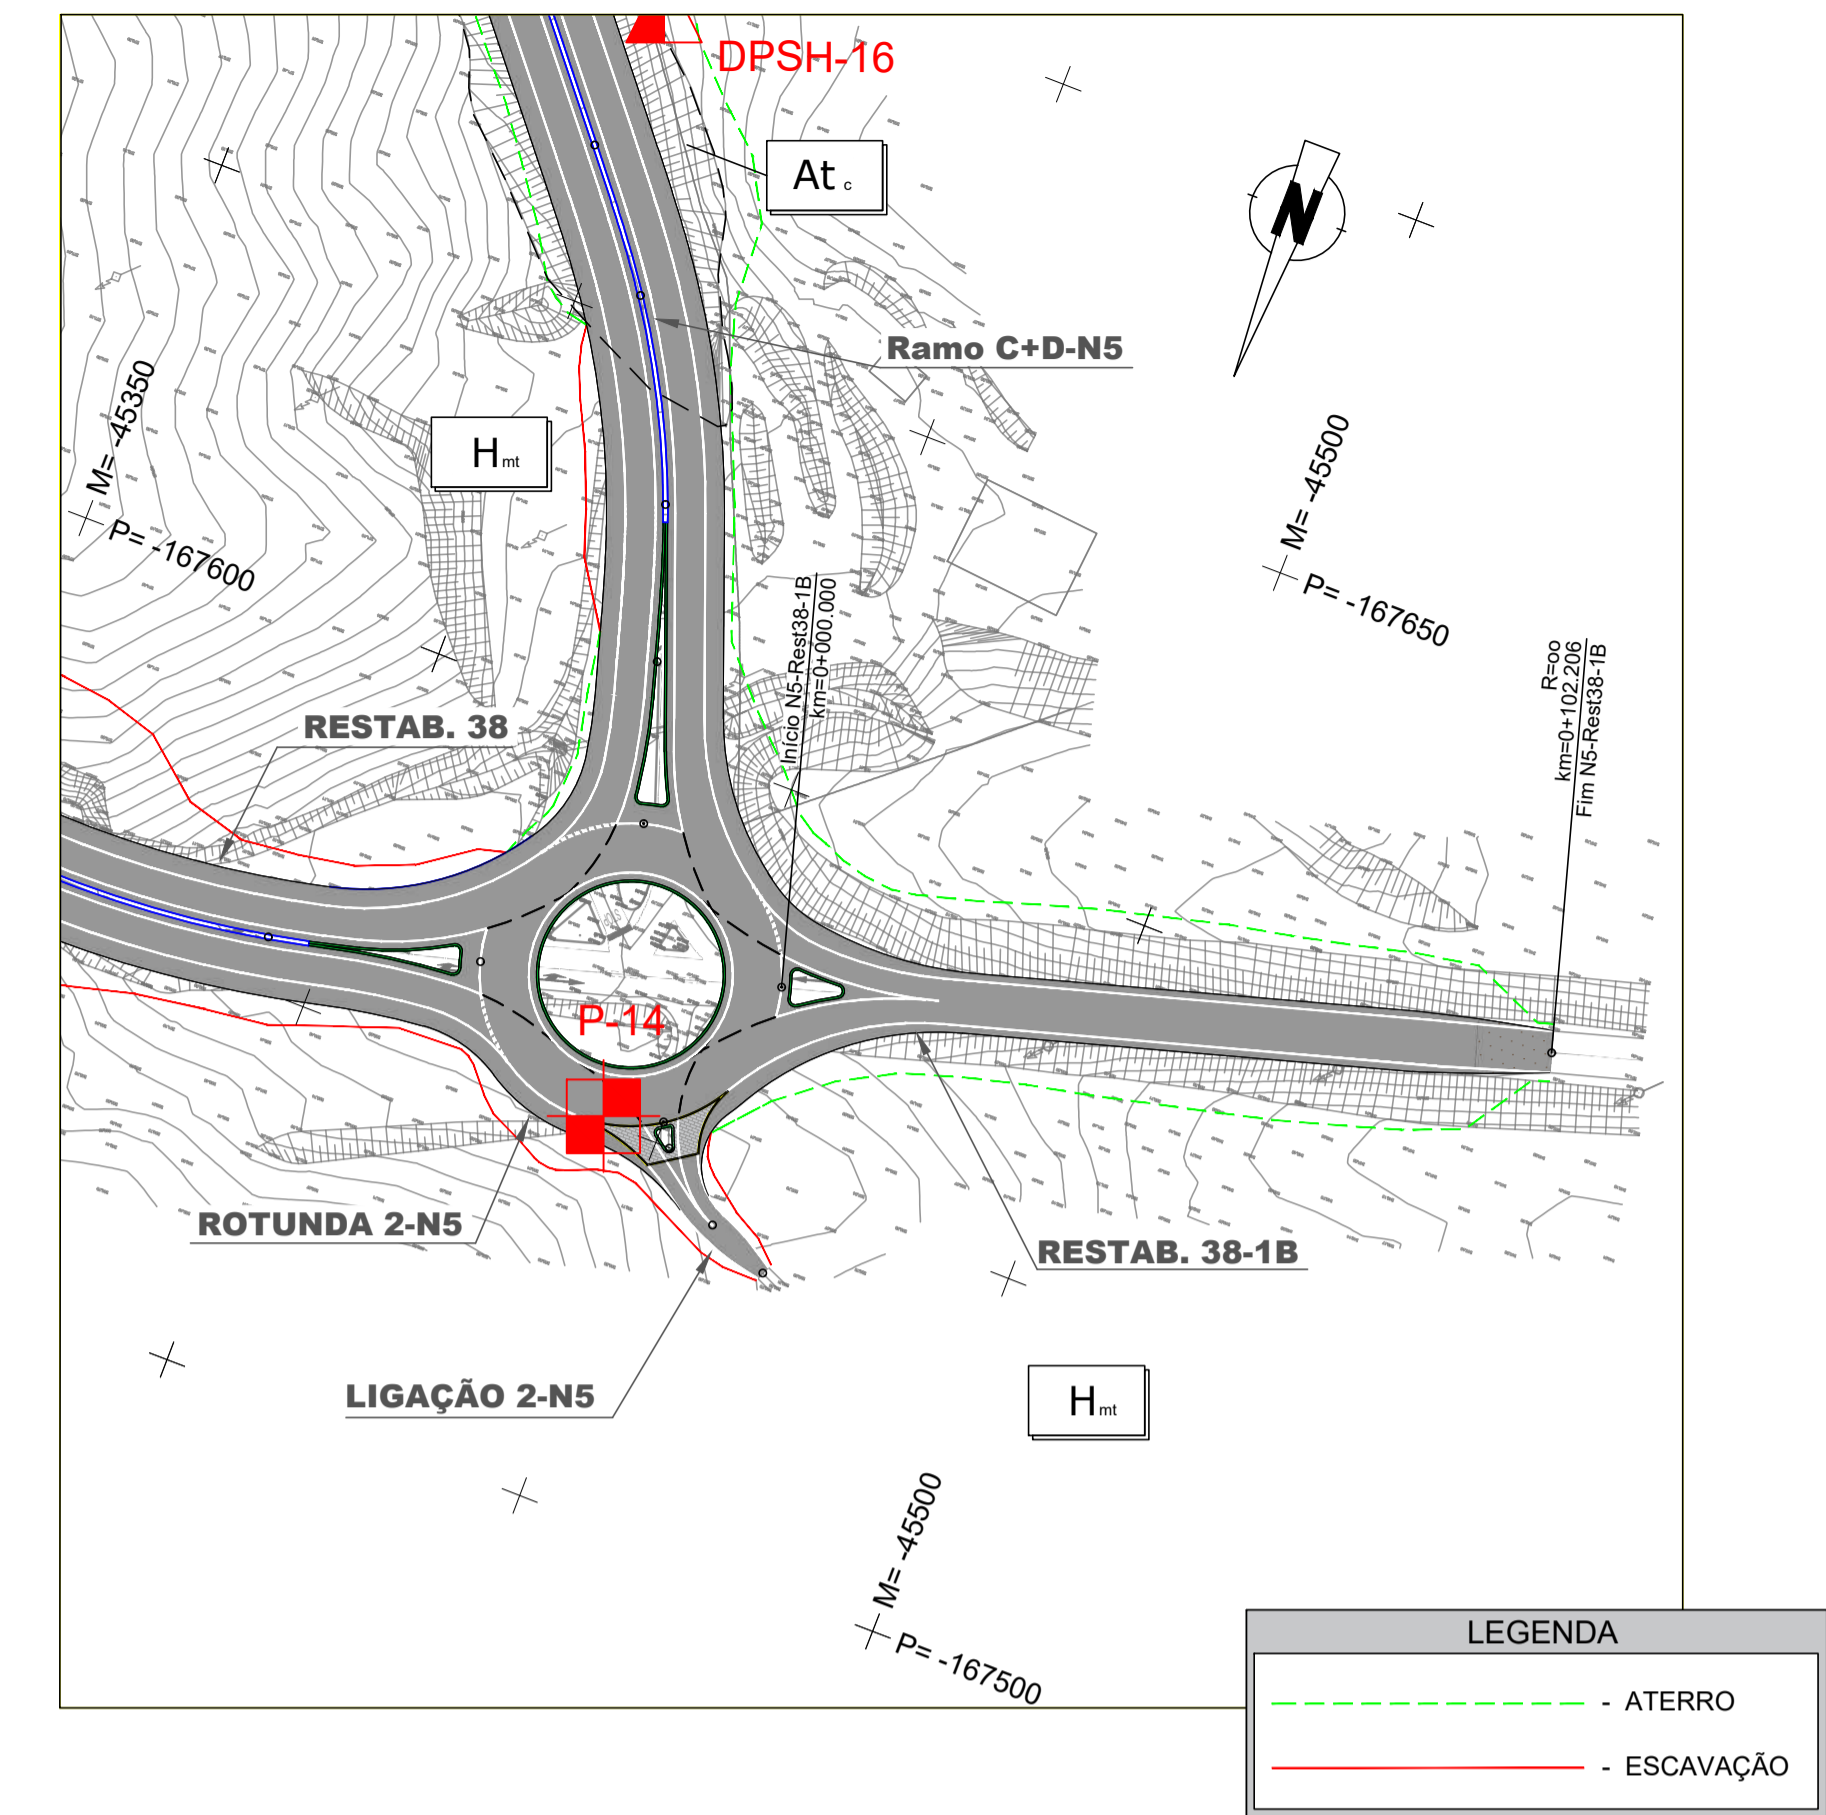 DPSH-16
At c
N
Ramo C+D-N5
M= -45350
P= -167600
H mt
M= -45500
P= -167650
Início N5-Rest38-1B
km=0+000.000
R=oo
km=0+102.206
Fim N5-Rest38-1B
RESTAB. 38
P-14
ROTUNDA 2-N5
RESTAB. 38-1B
LIGAÇÃO 2-N5
H mt
M= -45500
P= -167500
LEGENDA
- ATERRO
- ESCAVAÇÃO